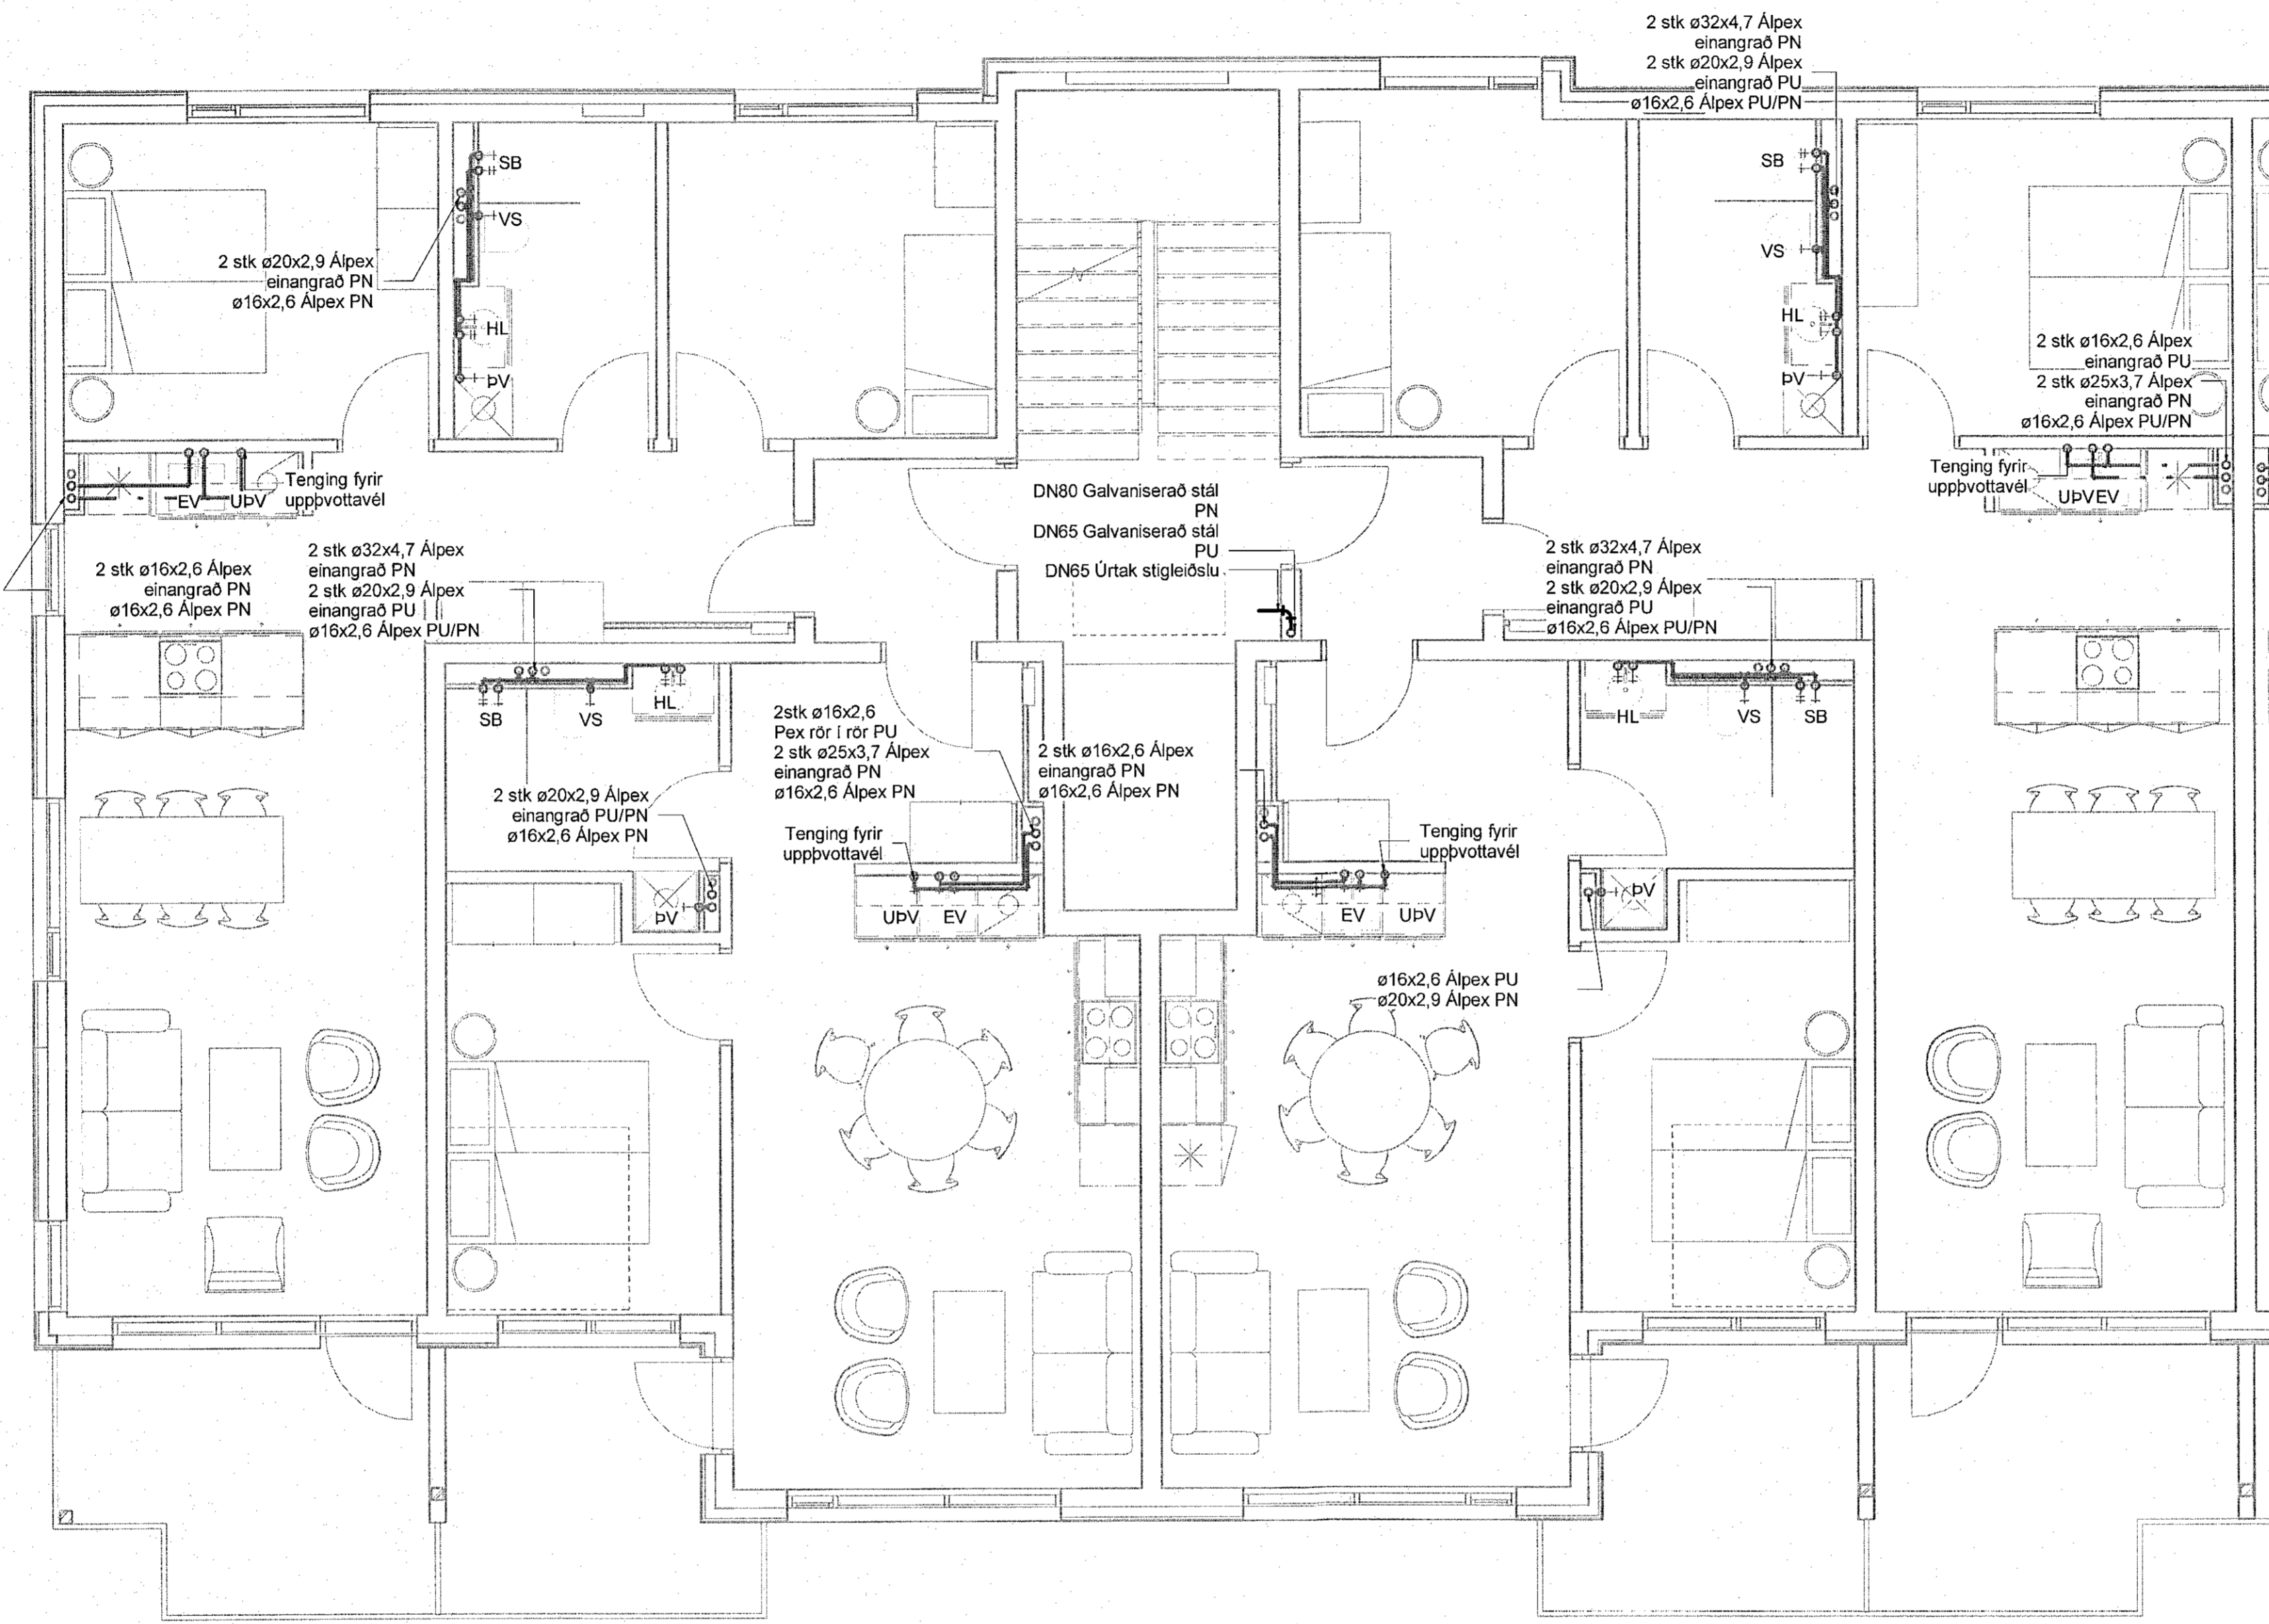 2 stk ø32x4,7 Álpex
einangrað PN
2 stk ø20x2,9 Álpex
einangrað PU
ø16x2,6 Álpex PU/PN
SB
VS
HL
ÞV
2 stk ø20x2,9 Álpex
einangrað PN
ø16x2,6 Álpex PN
SB
VS
HL
ÞV
2 stk ø16x2,6 Álpex
einangrað PU
2 stk ø25x3,7 Álpex
einangrað PN
ø16x2,6 Álpex PU/PN
EV
UÞV
Tenging fyrir
uppþvottavél
DN80 Galvaniserað stál
PN
DN65 Galvaniserað stál
PU
DN65 Úrtak stigleiðslu
Tenging fyrir
uppþvottavél
UÞV
EV
2 stk ø16x2,6 Álpex
einangrað PN
ø16x2,6 Álpex PN
2 stk ø32x4,7 Álpex
einangrað PN
2 stk ø20x2,9 Álpex
einangrað PU
ø16x2,6 Álpex PU/PN
2 stk ø32x4,7 Álpex
einangrað PN
2 stk ø20x2,9 Álpex
einangrað PU
ø16x2,6 Álpex PU/PN
SB
VS
HL
2stk ø16x2,6
Pex rör í rör PU
2 stk ø25x3,7 Álpex
einangrað PN
ø16x2,6 Álpex PN
2 stk ø16x2,6 Álpex
einangrað PN
ø16x2,6 Álpex PN
HL
VS
SB
2 stk ø20x2,9 Álpex
einangrað PU/PN
ø16x2,6 Álpex PN
Tenging fyrir
uppþvottavél
Tenging fyrir
uppþvottavél
ÞV
UÞV
EV
EV
UÞV
ÞV
ø16x2,6 Álpex PU
ø20x2,9 Álpex PN